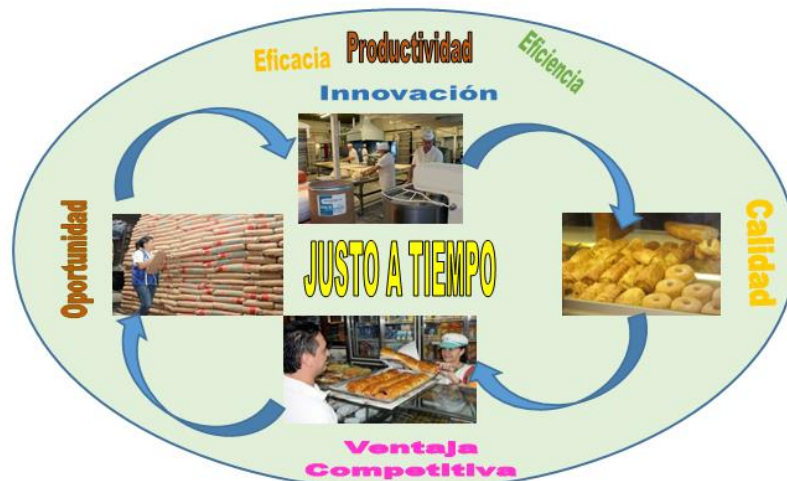 Eficacia
Productividad
Eficiencia
Innovación
Oportunidad
JUSTO A TIEMPO
Calidad
Ventaja
Competitiva